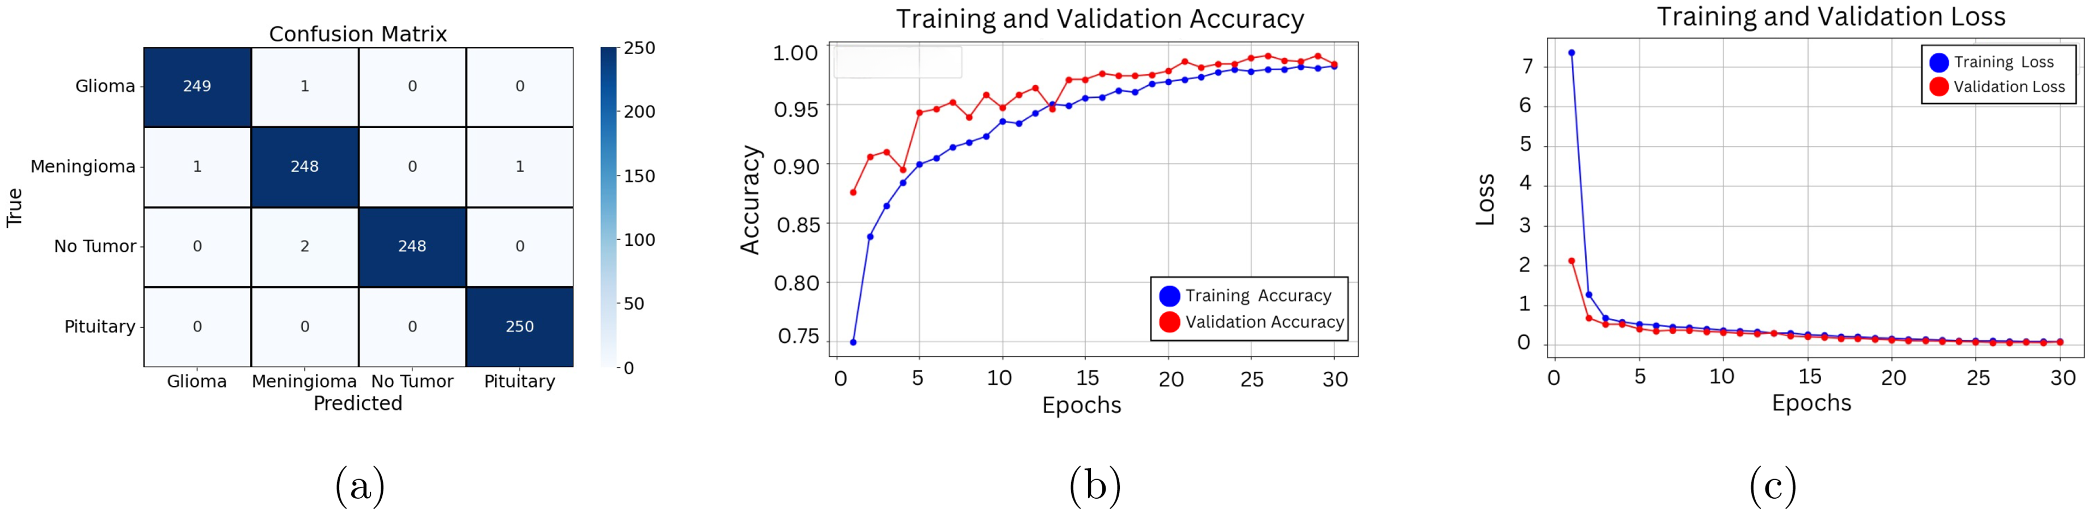 Confusion Matrix
True
Glioma 249 1 0 0
Meningioma 1 248 0 1
No Tumor 0 2 248 0
Pituitary 0 0 0 250
Glioma Meningioma No Tumor Pituitary
Predicted
250
200
150
100
50
0
(a)
Training and Validation Accuracy
Accuracy
1.00
0.95
0.90
0.85
0.80
0.75
Training Accuracy
Validation Accuracy
0 5 10 15 20 25 30
Epochs
(b)
Training and Validation Loss
Loss
7
6
5
4
3
2
1
0
Training Loss
Validation Loss
0 5 10 15 20 25 30
Epochs
(c)